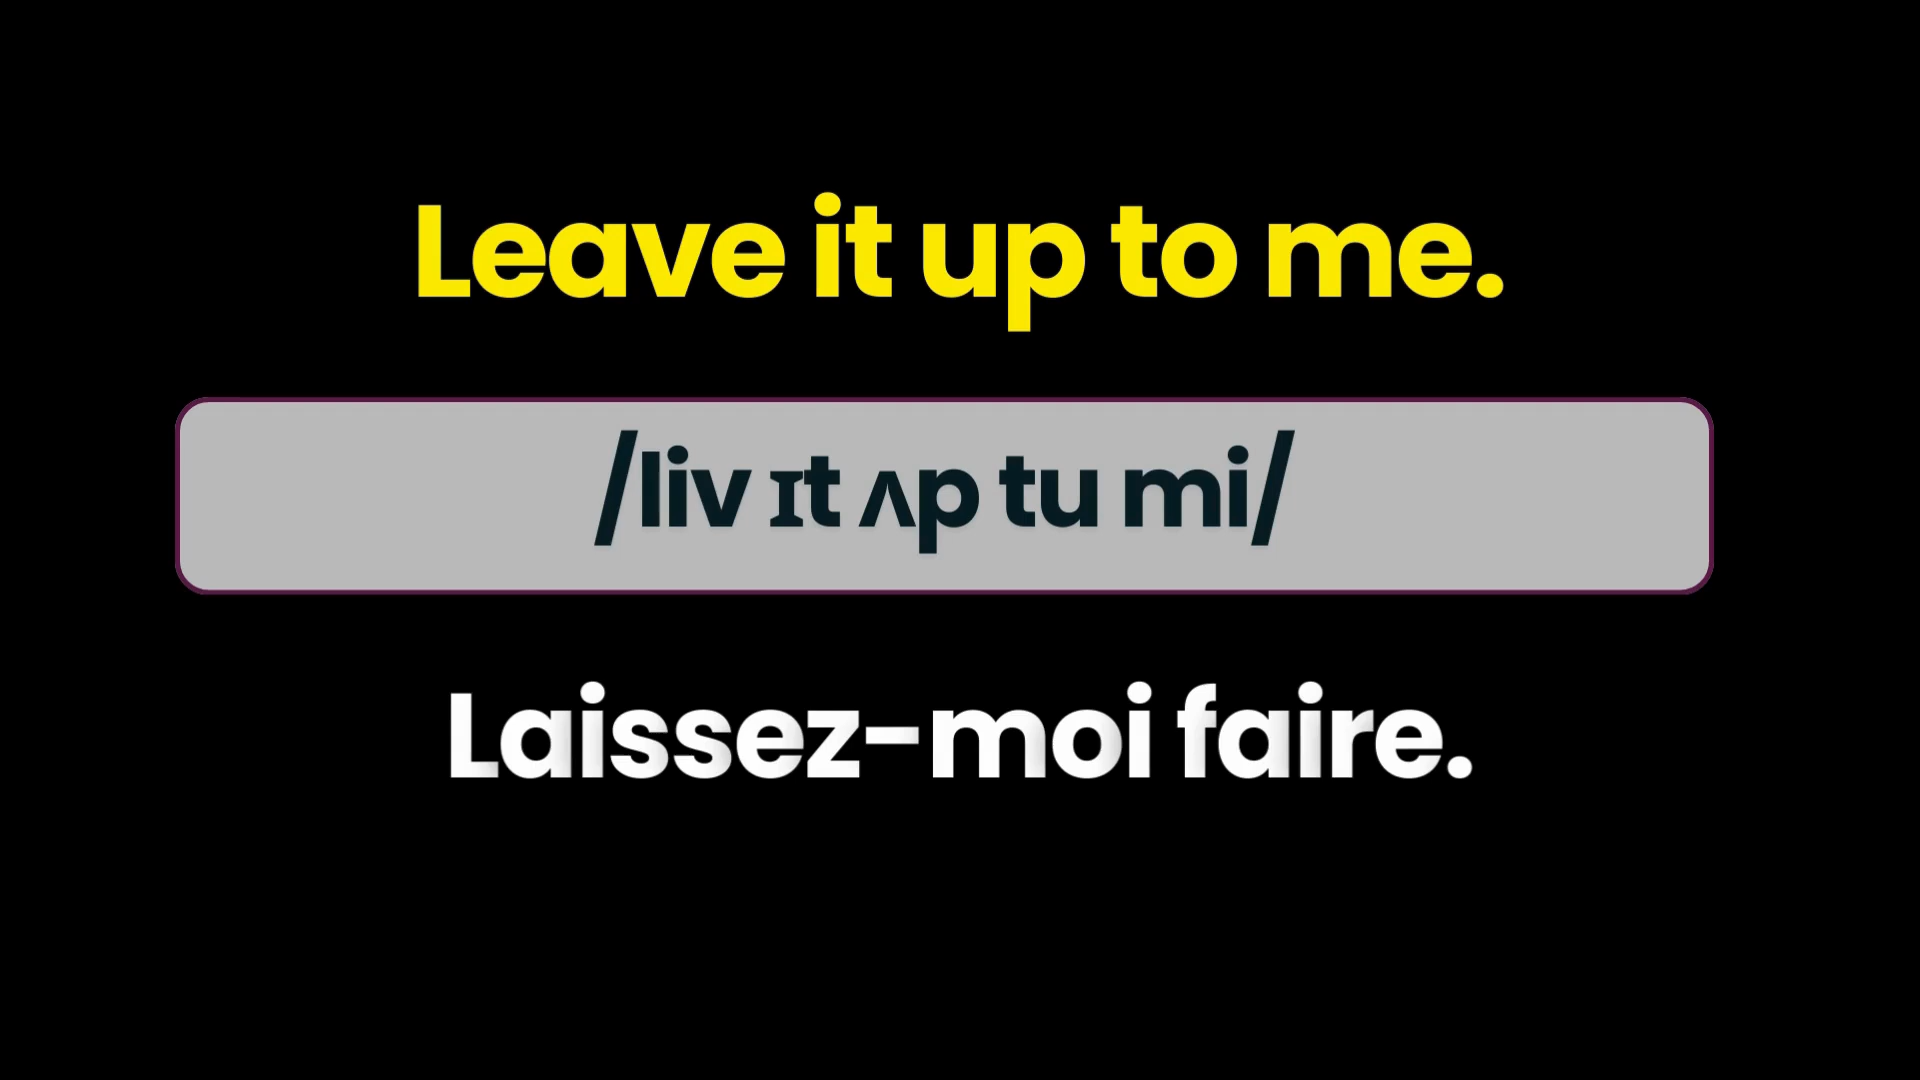 Leave it up to me.
/liv ɪt ʌp tu mi/
Laissez-moi faire.